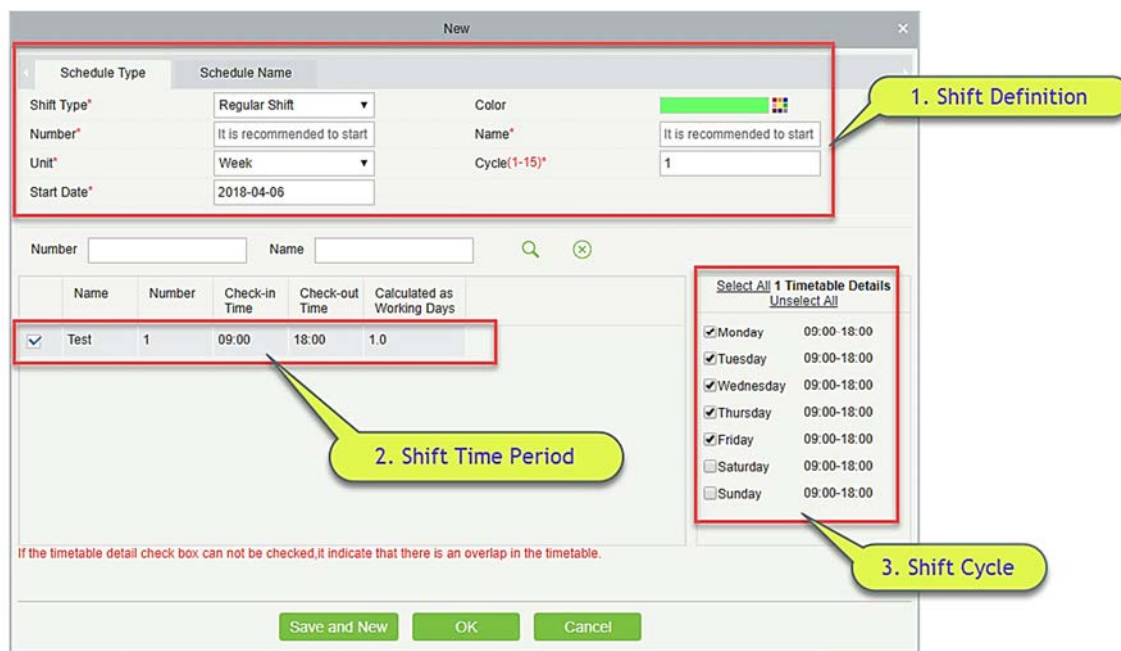 New
Schedule Type Schedule Name
Shift Type* Regular Shift Color
Number* It is recommended to start Name* It is recommended to start
Unit* Week Cycle(1-15)* 1
Start Date* 2018-04-06
1. Shift Definition
Number Name
Name Number Check-in Time Check-out Time Calculated as Working Days
Test 1 09:00 18:00 1.0
2. Shift Time Period
Select All 1 Timetable Details
Unselect All
Monday 09:00-18:00
Tuesday 09:00-18:00
Wednesday 09:00-18:00
Thursday 09:00-18:00
Friday 09:00-18:00
Saturday 09:00-18:00
Sunday 09:00-18:00
3. Shift Cycle
If the timetable detail check box can not be checked,it indicate that there is an overlap in the timetable.
Save and New OK Cancel